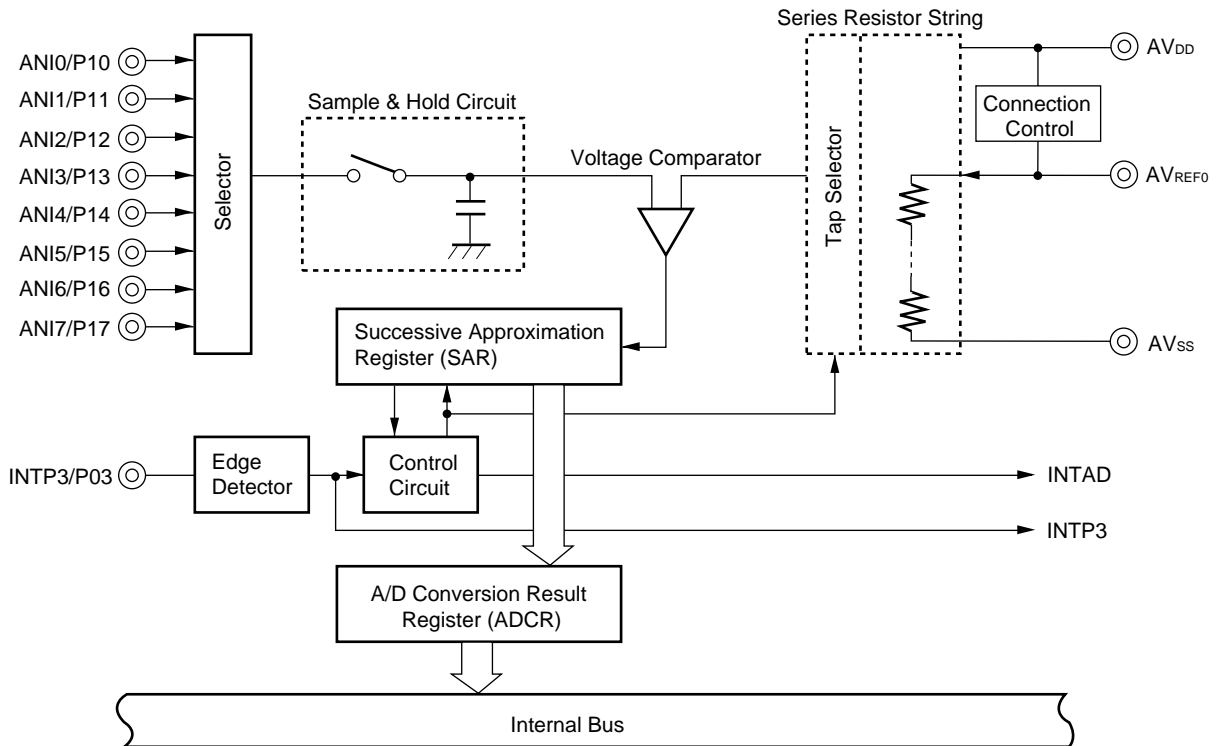 Series Resistor String
ANI0/P10
ANI1/P11
ANI2/P12
ANI3/P13
ANI4/P14
ANI5/P15
ANI6/P16
ANI7/P17
Selector
Sample & Hold Circuit
Voltage Comparator
Tap Selector
AVDD
Connection
Control
AVREF0
AVSS
Successive Approximation
Register (SAR)
INTP3/P03
Edge
Detector
Control
Circuit
INTAD
INTP3
A/D Conversion Result
Register (ADCR)
Internal Bus